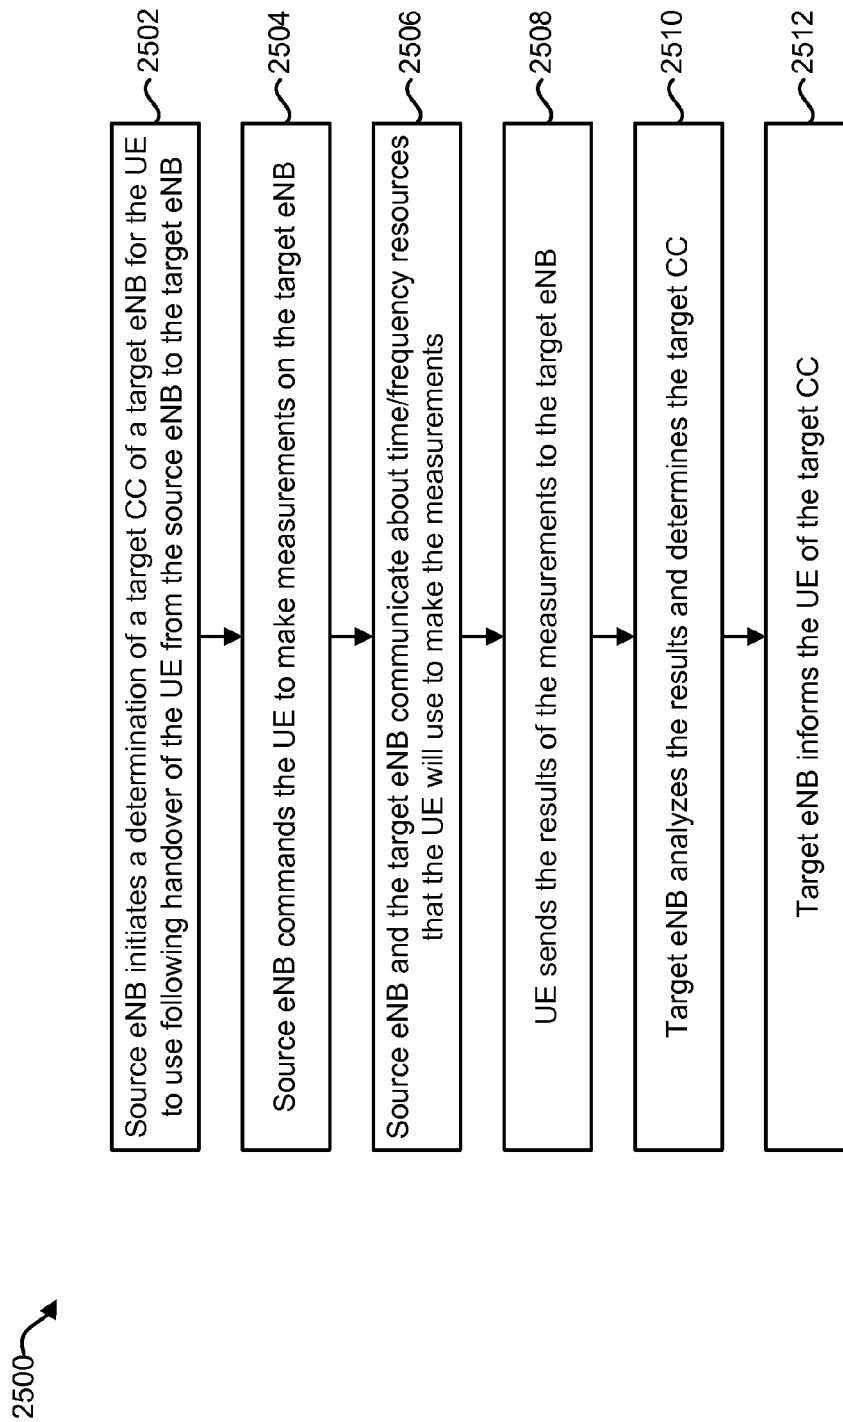 2500
Source eNB initiates a determination of a target CC of a target eNB for the UE
to use following handover of the UE from the source eNB to the target eNB
2502
Source eNB commands the UE to make measurements on the target eNB
2504
Source eNB and the target eNB communicate about time/frequency resources
that the UE will use to make the measurements
2506
UE sends the results of the measurements to the target eNB
2508
Target eNB analyzes the results and determines the target CC
2510
Target eNB informs the UE of the target CC
2512